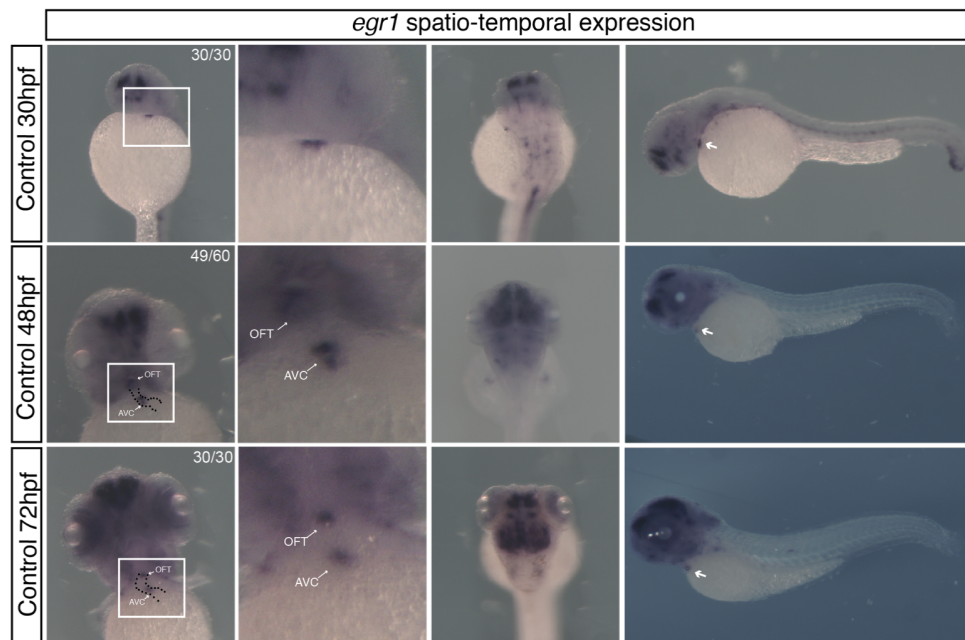 egr1 spatio-temporal expression
Control 30hpf
30/30
Control 48hpf
49/60
OFT
AVC
OFT
AVC
Control 72hpf
30/30
OFT
AVC
OFT
AVC